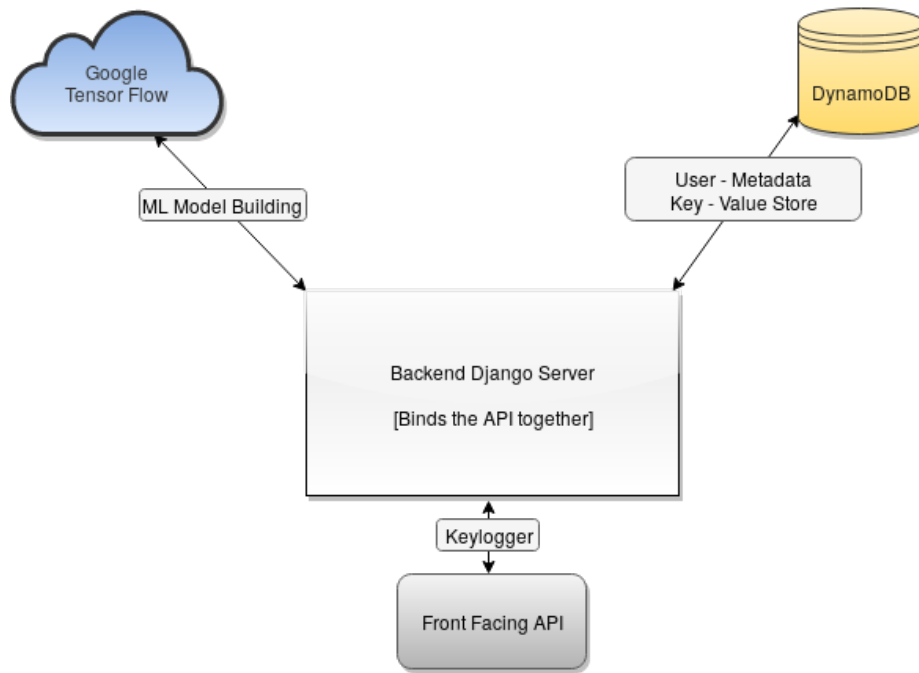 Google
Tensor Flow
DynamoDB
ML Model Building
User - Metadata
Key - Value Store
Backend Django Server
[Binds the API together]
Keylogger
Front Facing API